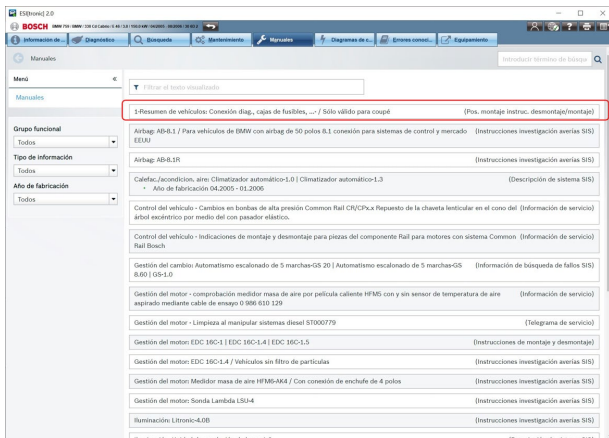 ESI[tronic] 2.0
BOSCH
Información de ...
Diagnóstico
Búsqueda
Mantenimiento
Manuales
Diagramas de c...
Errores conoci...
Equipamiento
Manuales
Introducir término de búsqu
Menú «
Filtrar el texto visualizado
Manuales
1-Resumen de vehículos: Conexión diag., cajas de fusibles, ...- / Sólo válido para coupé (Pos. montaje instruc. desmontaje/montaje)
Grupo funcional
Todos
Tipo de información
Todos
Año de fabricación
Todos
Airbag: AB-8.1 / Para vehículos de BMW con airbag de 50 polos 8.1 conexión para sistemas de control y mercado (Instrucciones investigación averías SIS)
EEUU
Airbag: AB-8.1R (Instrucciones investigación averías SIS)
Calefac./acondicion. aire: Climatizador automático-1.0 | Climatizador automático-1.3 (Descripción de sistema SIS)
• Año de fabricación 04.2005 - 01.2006
Control del vehículo - Cambios en bonbas de alta presión Common Rail CR/CPx.x Repuesto de la chaveta lenticular en el cono del (Información de servicio)
árbol excéntrico por medio del con pasador elástico.
Control del vehículo - Indicaciones de montaje y desmontaje para piezas del componente Rail para motores con sistema Common (Información de servicio)
Rail Bosch
Gestión del cambio: Automatismo escalonado de 5 marchas-GS 20 | Automatismo escalonado de 5 marchas-GS (Información de búsqueda de fallos SIS)
8.60 | GS-1.0
Gestión del motor - comprobación medidor masa de aire por película caliente HFM5 con y sin sensor de temperatura de aire (Información de servicio)
aspirado mediante cable de ensayo 0 986 610 129
Gestión del motor - Limpieza al manipular sistemas diesel ST000779 (Telegrama de servicio)
Gestión del motor: EDC 16C-1 | EDC 16C-1.4 | EDC 16C-1.5 (Instrucciones de montaje y desmontaje)
Gestión del motor: EDC 16C-1.4 / Vehículos sin filtro de partículas (Instrucciones investigación averías SIS)
Gestión del motor: Medidor masa de aire HFM6-AK4 / Con conexión de enchufe de 4 polos (Instrucciones investigación averías SIS)
Gestión del motor: Sonda Lambda LSU-4 (Instrucciones investigación averías SIS)
Iluminación: Litronic-4.0B (Instrucciones investigación averías SIS)